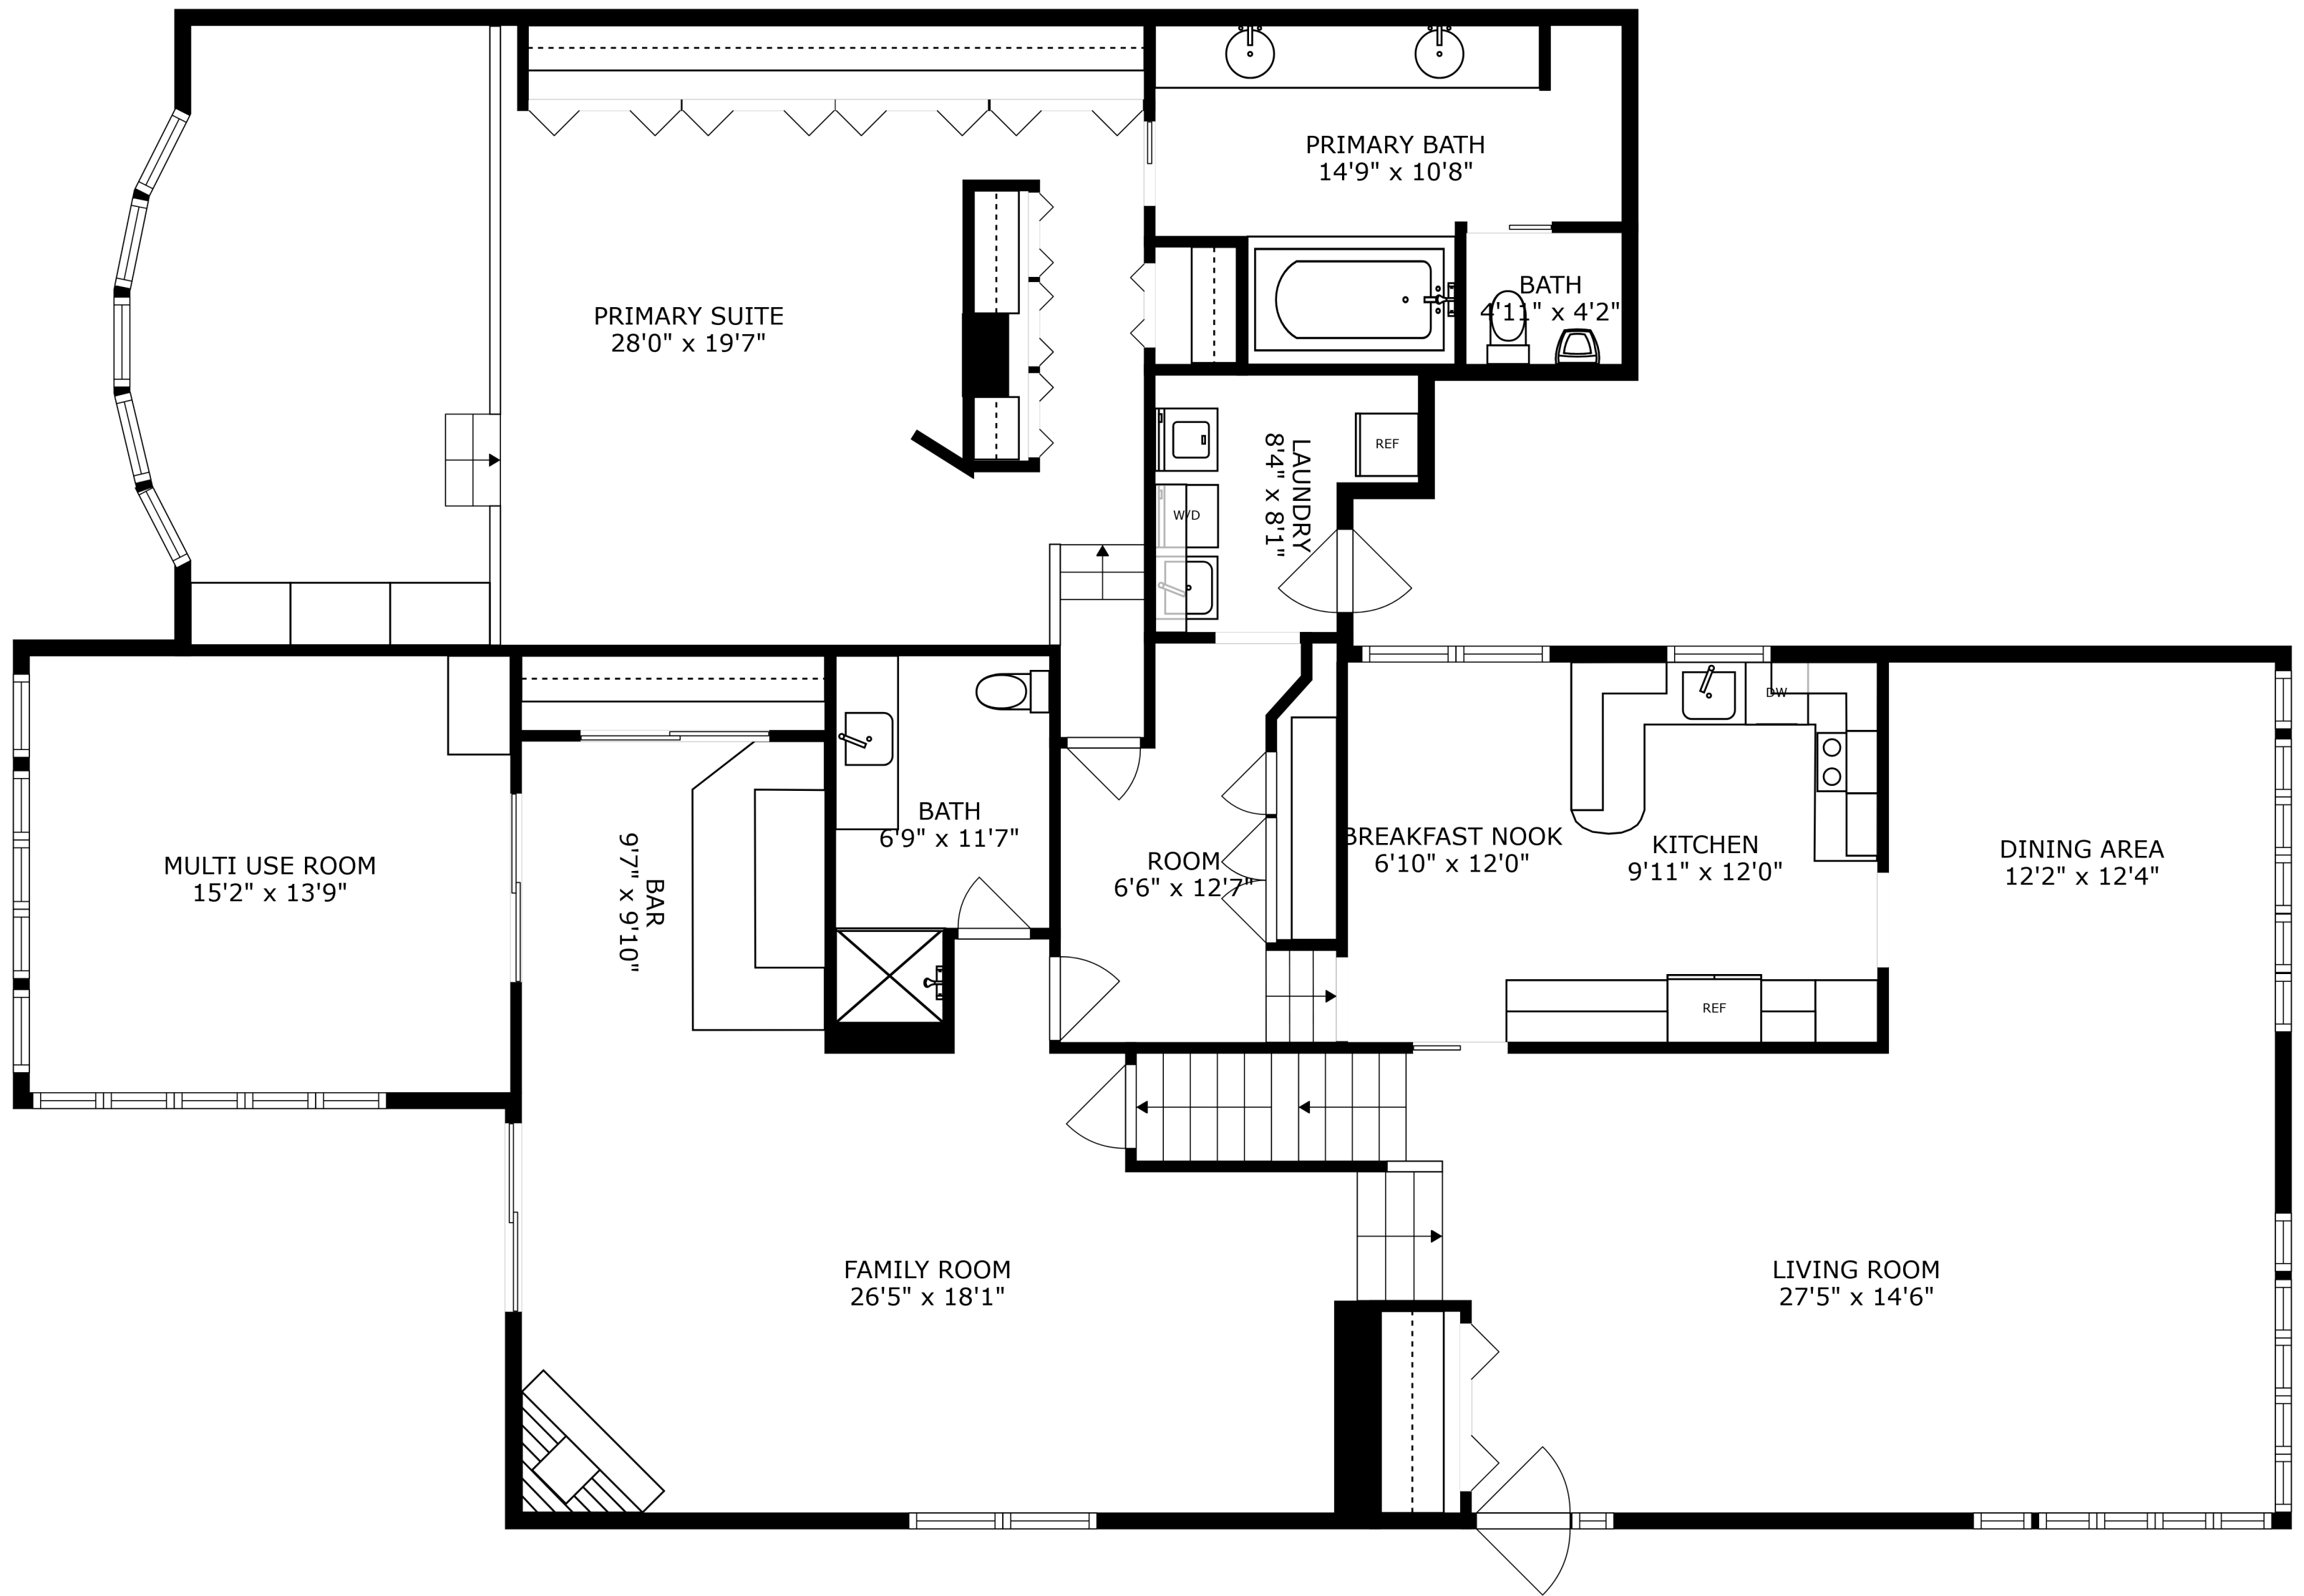 PRIMARY BATH
14'9" x 10'8"
BATH
4'11" x 4'2"
PRIMARY SUITE
28'0" x 19'7"
LAUNDRY
8'4" x 8'1"
REF
W/D
DW
MULTI USE ROOM
15'2" x 13'9"
BAR
9'7" x 9'10"
BATH
6'9" x 11'7"
ROOM
6'6" x 12'7"
BREAKFAST NOOK
6'10" x 12'0"
KITCHEN
9'11" x 12'0"
DINING AREA
12'2" x 12'4"
REF
FAMILY ROOM
26'5" x 18'1"
LIVING ROOM
27'5" x 14'6"